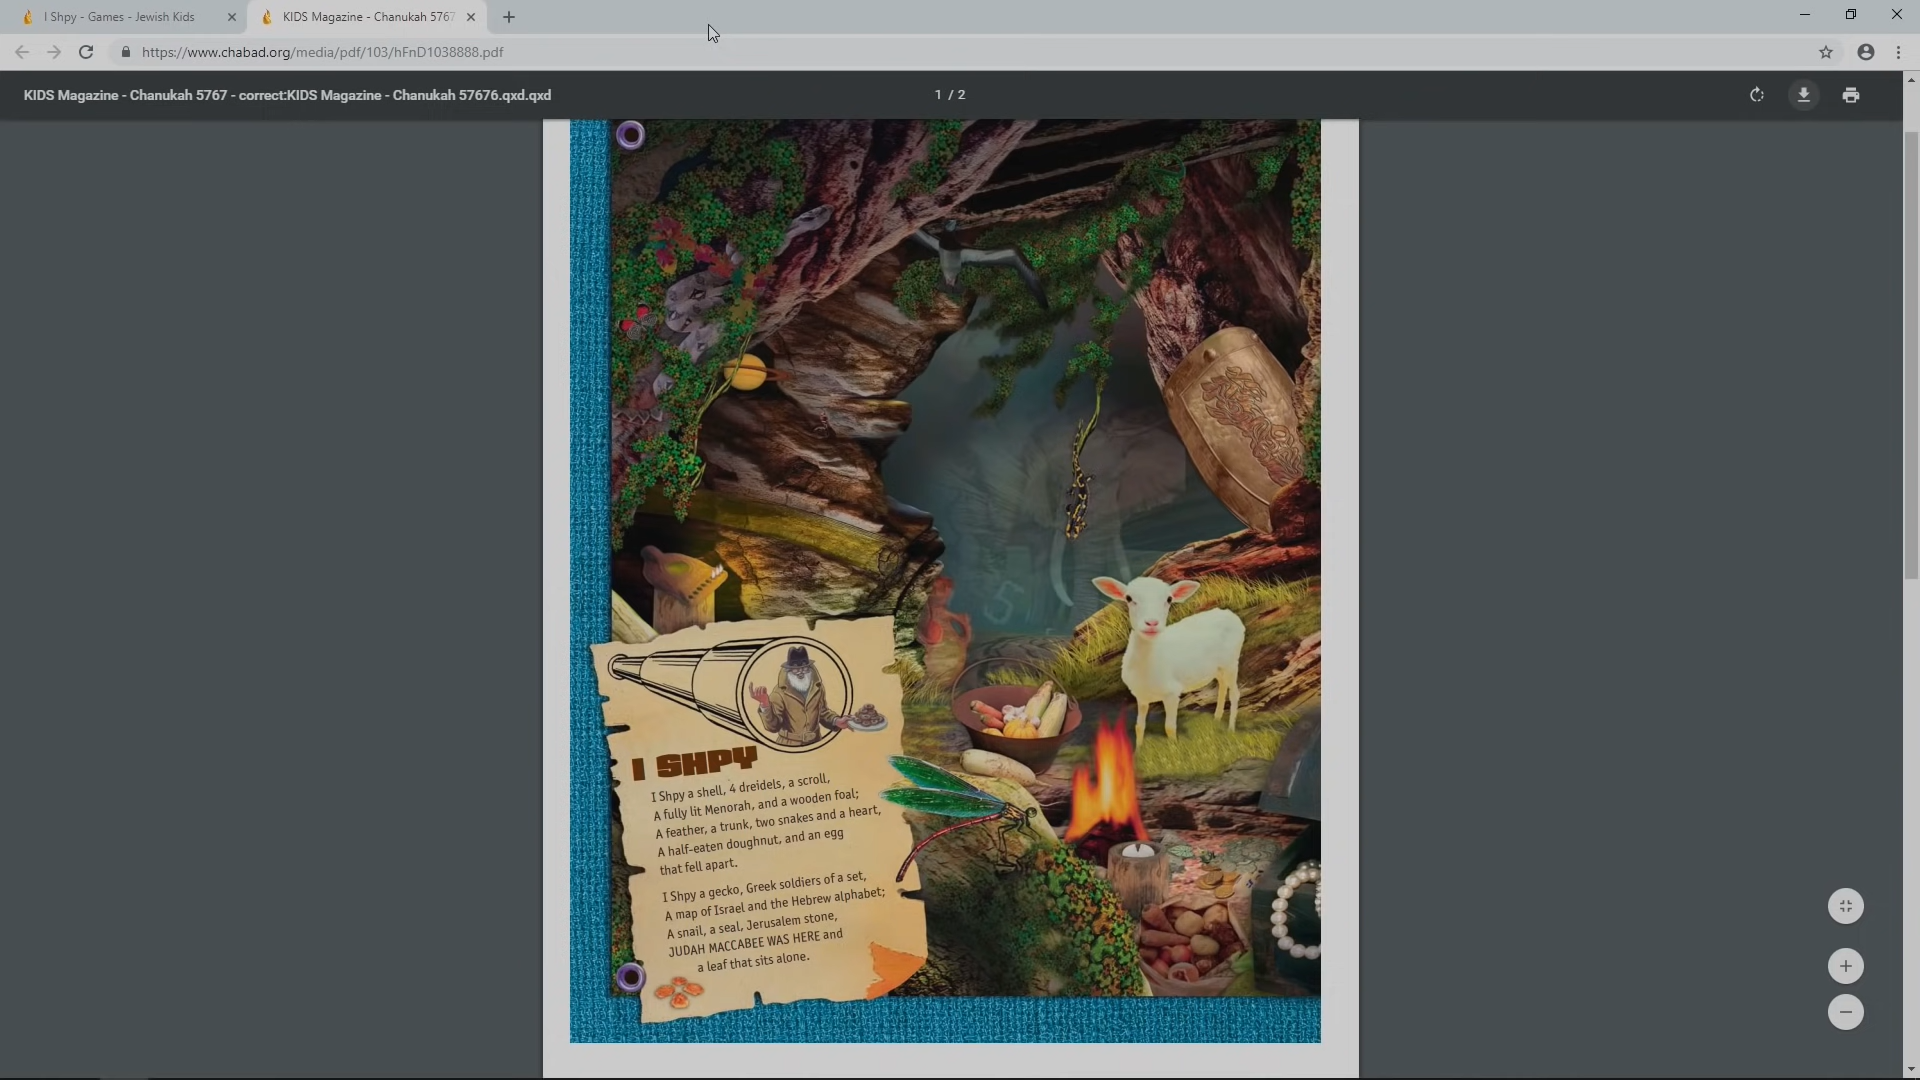 I Shpy - Games - Jewish Kids
KIDS Magazine - Chanukah 5767
https://www.chabad.org/media/pdf/103/hFnD1038888.pdf
KIDS Magazine - Chanukah 5767 - correct:KIDS Magazine - Chanukah 57676.qxd.qxd
1 / 2
5
I SHPY
I Shpy a shell, 4 dreidels, a scroll,
A fully lit Menorah, and a wooden foal;
A feather, a trunk, two snakes and a heart,
A half-eaten doughnut, and an egg
that fell apart.
I Shpy a gecko, Greek soldiers of a set,
A map of Israel and the Hebrew alphabet;
A snail, a seal, Jerusalem stone,
JUDAH MACCABEE WAS HERE and
a leaf that sits alone.